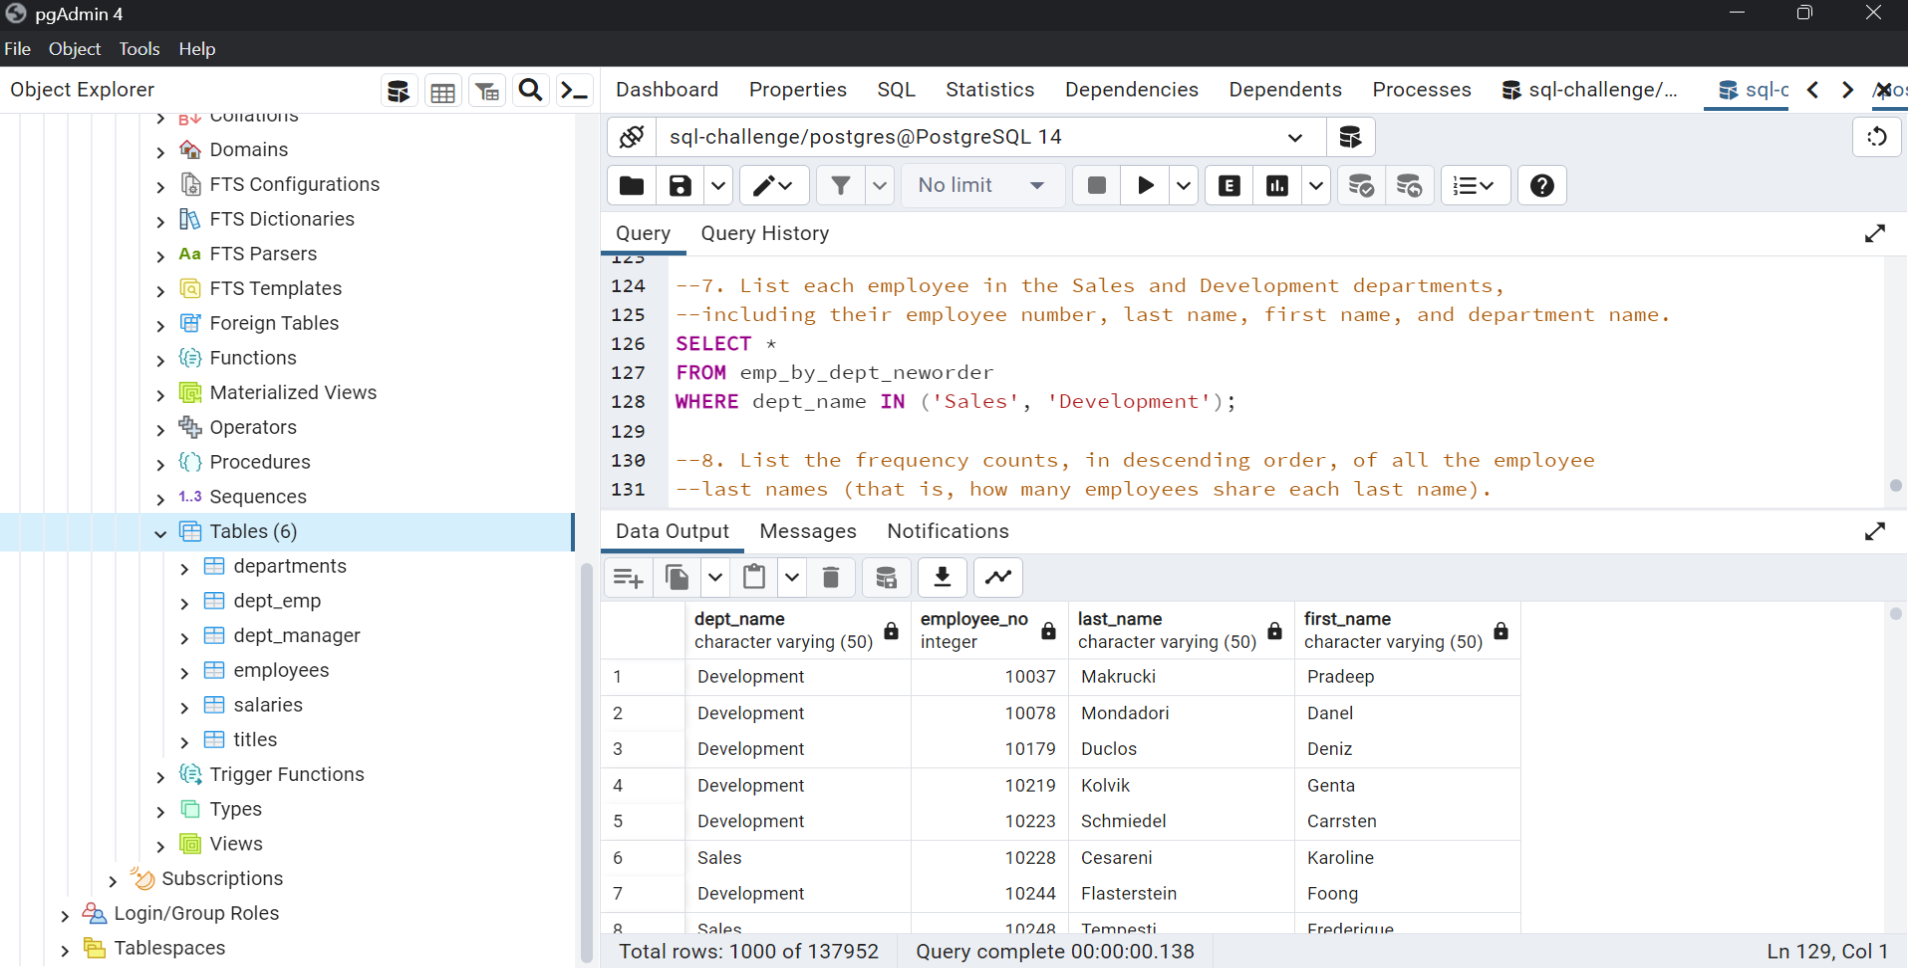 pgAdmin 4
File Object Tools Help
Object Explorer
Collations
Domains
FTS Configurations
FTS Dictionaries
Aa FTS Parsers
FTS Templates
Foreign Tables
Functions
Materialized Views
Operators
Procedures
1..3 Sequences
Tables (6)
departments
dept_emp
dept_manager
employees
salaries
titles
Trigger Functions
Types
Views
Subscriptions
Login/Group Roles
Tablespaces
Dashboard Properties SQL Statistics Dependencies Dependents Processes sql-challenge/... sql-c
sql-challenge/postgres@PostgreSQL 14
No limit
E
Query Query History
123
124 --7. List each employee in the Sales and Development departments,
125 --including their employee number, last name, first name, and department name.
126 SELECT *
127 FROM emp_by_dept_neworder
128 WHERE dept_name IN ('Sales', 'Development');
129
130 --8. List the frequency counts, in descending order, of all the employee
131 --last names (that is, how many employees share each last name).
Data Output Messages Notifications
dept_name employee_no last_name first_name
character varying (50) integer character varying (50) character varying (50)
1 Development 10037 Makrucki Pradeep
2 Development 10078 Mondadori Danel
3 Development 10179 Duclos Deniz
4 Development 10219 Kolvik Genta
5 Development 10223 Schmiedel Carrsten
6 Sales 10228 Cesareni Karoline
7 Development 10244 Flasterstein Foong
8 Sales 10248 Tempesti Frederique
Total rows: 1000 of 137952 Query complete 00:00:00.138 Ln 129, Col 1